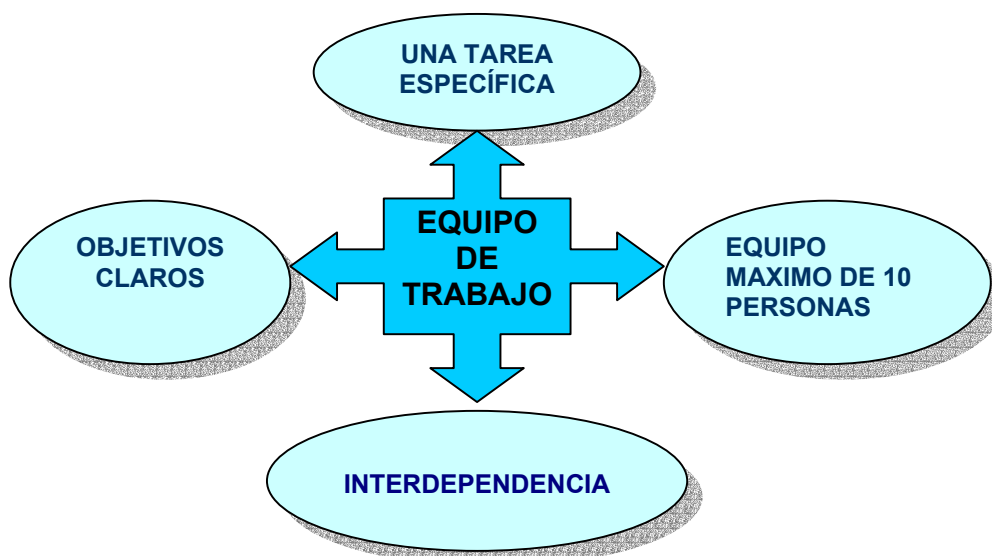 UNA TAREA
ESPECÍFICA
OBJETIVOS
CLAROS
EQUIPO
DE
TRABAJO
EQUIPO
MAXIMO DE 10
PERSONAS
INTERDEPENDENCIA